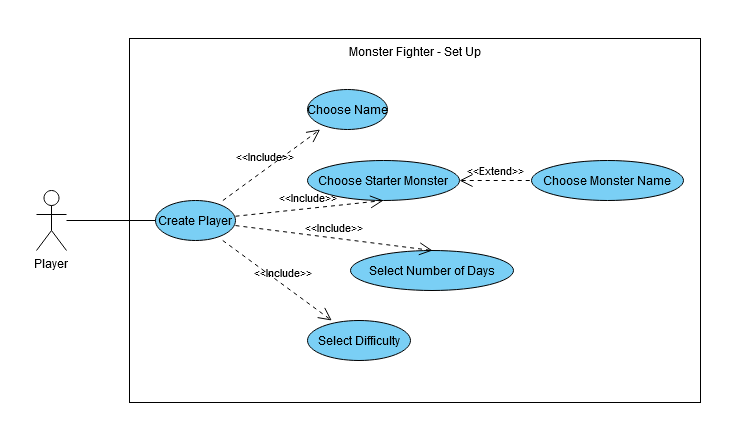 Monster Fighter - Set Up
Choose Name
<<Include>>
<<Extend>>
Choose Starter Monster
Choose Monster Name
<<Include>>
Create Player
<<Include>>
Player
Select Number of Days
<<Include>>
Select Difficulty